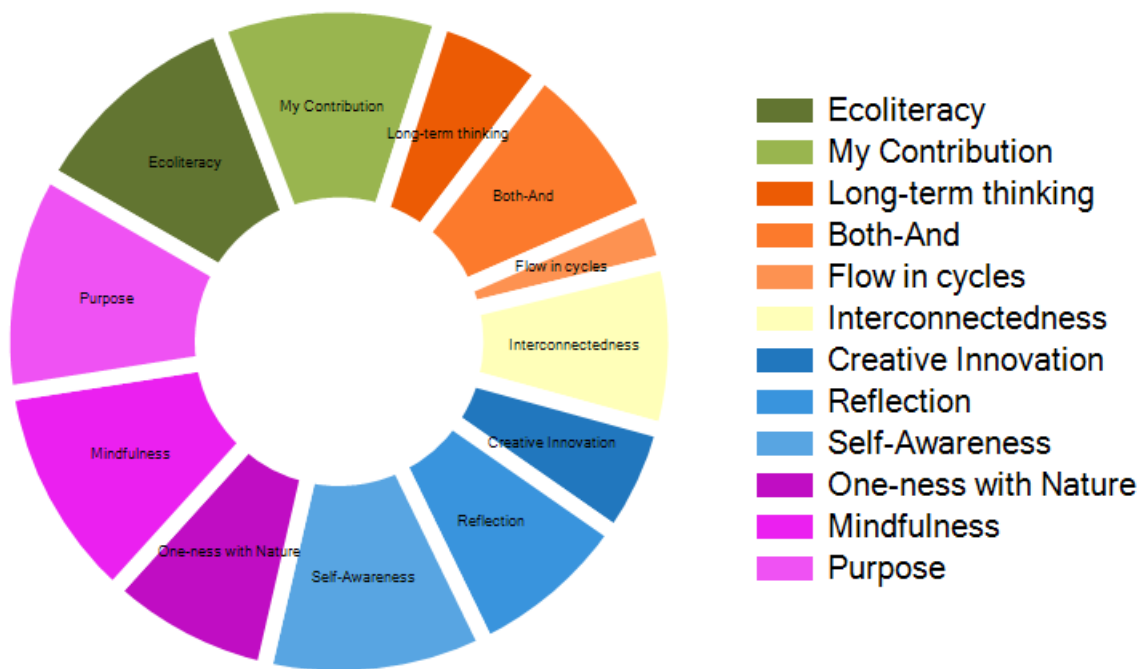 My Contribution
Long-term thinking
Ecoliteracy
Both-And
Flow in cycles
Purpose
Interconnectedness
Creative Innovation
Mindfulness
Reflection
One-ness with Nature
Self-Awareness
Ecoliteracy
My Contribution
Long-term thinking
Both-And
Flow in cycles
Interconnectedness
Creative Innovation
Reflection
Self-Awareness
One-ness with Nature
Mindfulness
Purpose